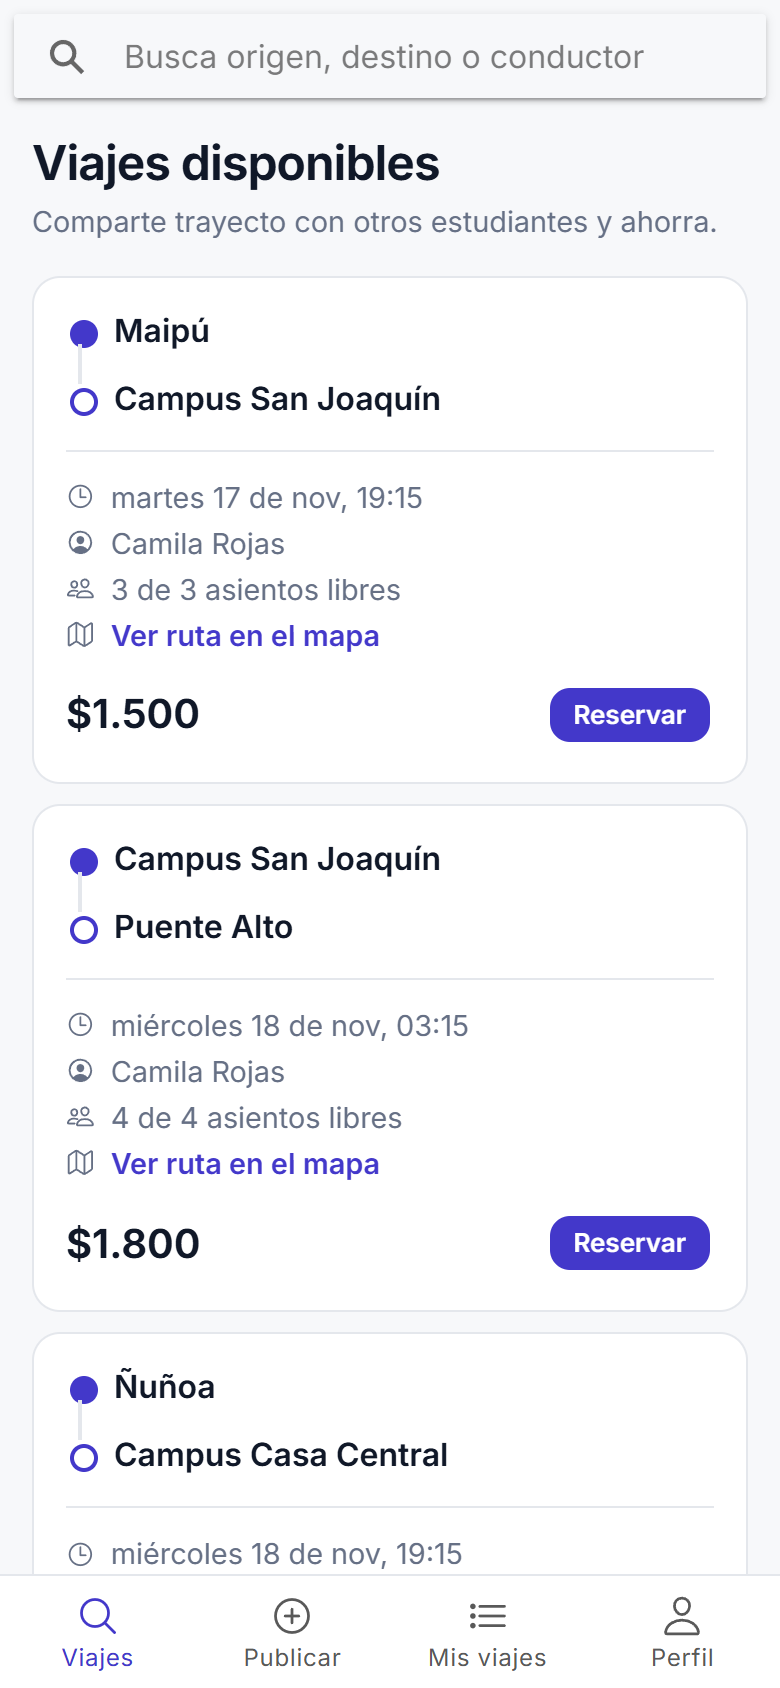 Busca origen, destino o conductor
Viajes disponibles
Comparte trayecto con otros estudiantes y ahorra.
Maipú
Campus San Joaquín
martes 17 de nov, 19:15
Camila Rojas
3 de 3 asientos libres
Ver ruta en el mapa
$1.500
Reservar
Campus San Joaquín
Puente Alto
miércoles 18 de nov, 03:15
Camila Rojas
4 de 4 asientos libres
Ver ruta en el mapa
$1.800
Reservar
Ñuñoa
Campus Casa Central
miércoles 18 de nov, 19:15
Viajes
Publicar
Mis viajes
Perfil